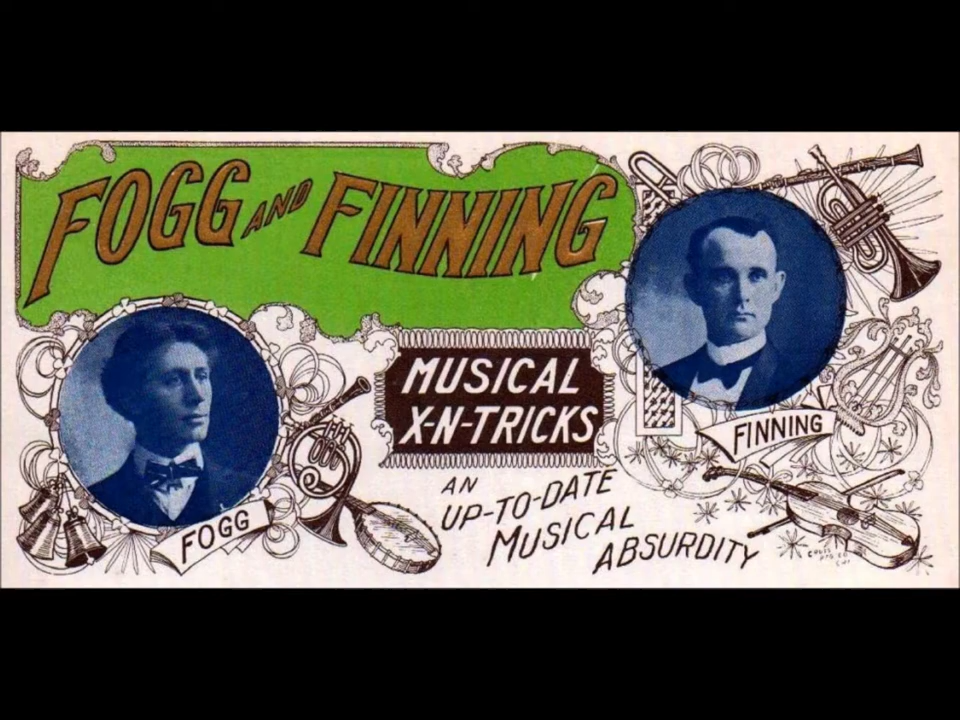 FOGG AND FINNING
MUSICAL
X-N-TRICKS
AN
UP-TO-DATE
MUSICAL
ABSURDITY
FOGG
FINNING